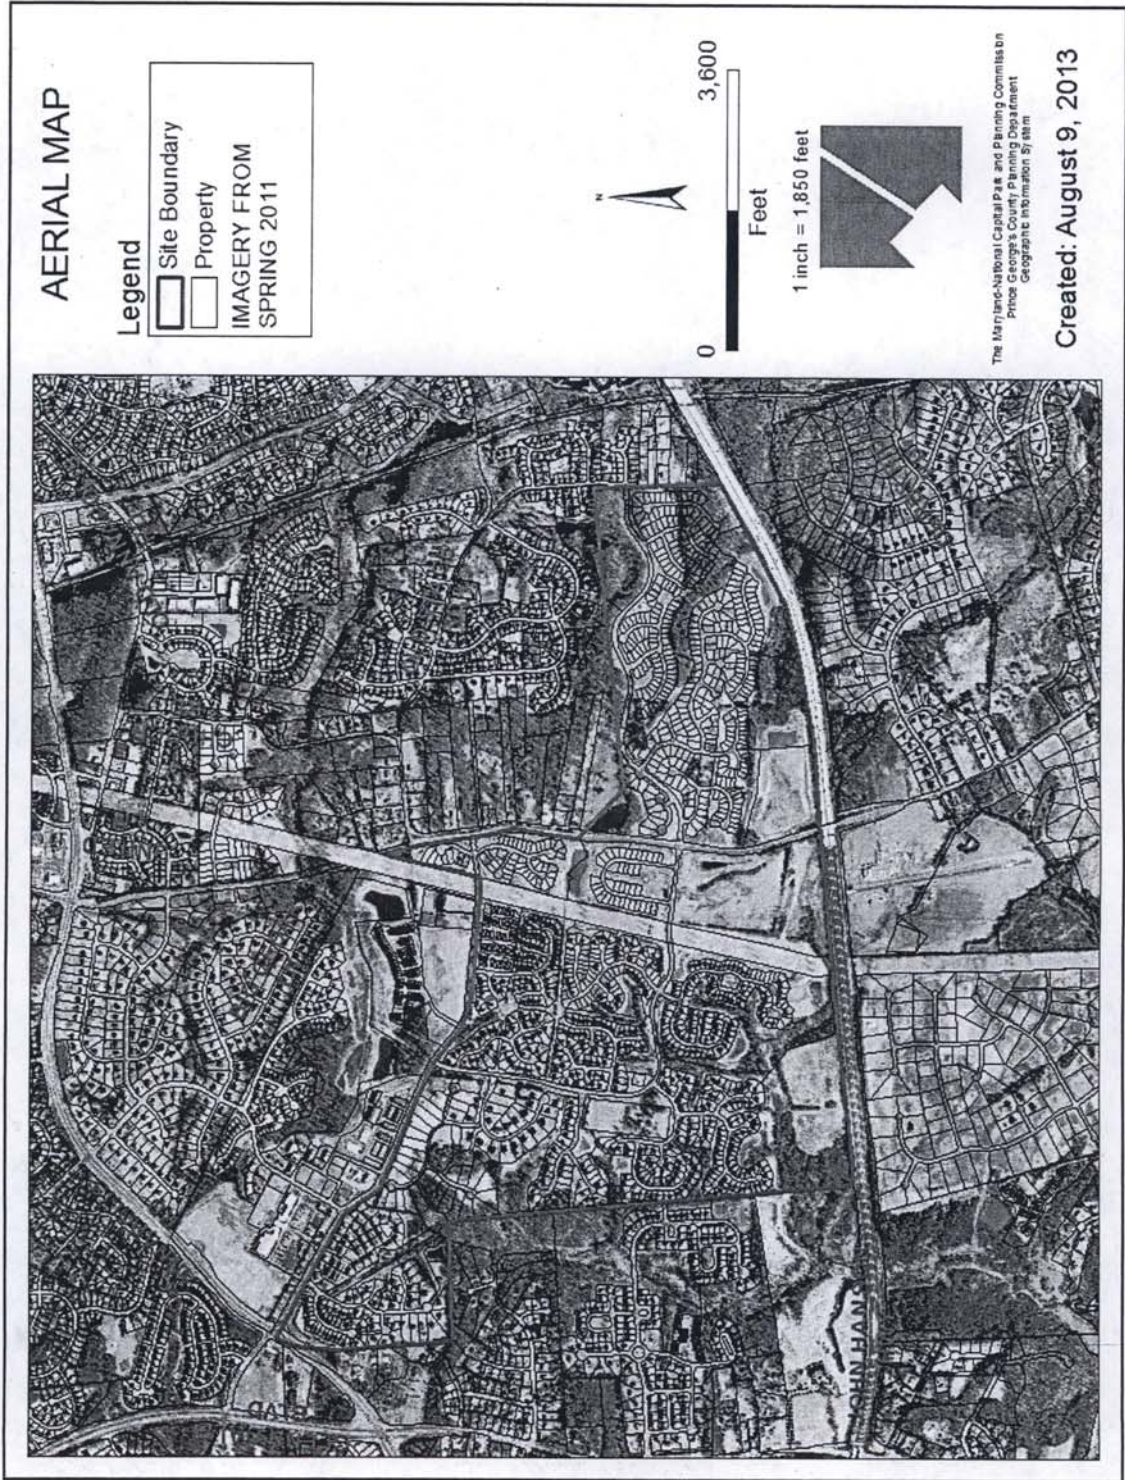 AERIAL MAP
Legend
Site Boundary
Property
IMAGERY FROM
SPRING 2011
N
0
3,600
Feet
1 inch = 1,850 feet
The Maryland-National Capital Park and Planning Commission
Prince George's County Planning Department
Geographic Information System
Created: August 9, 2013